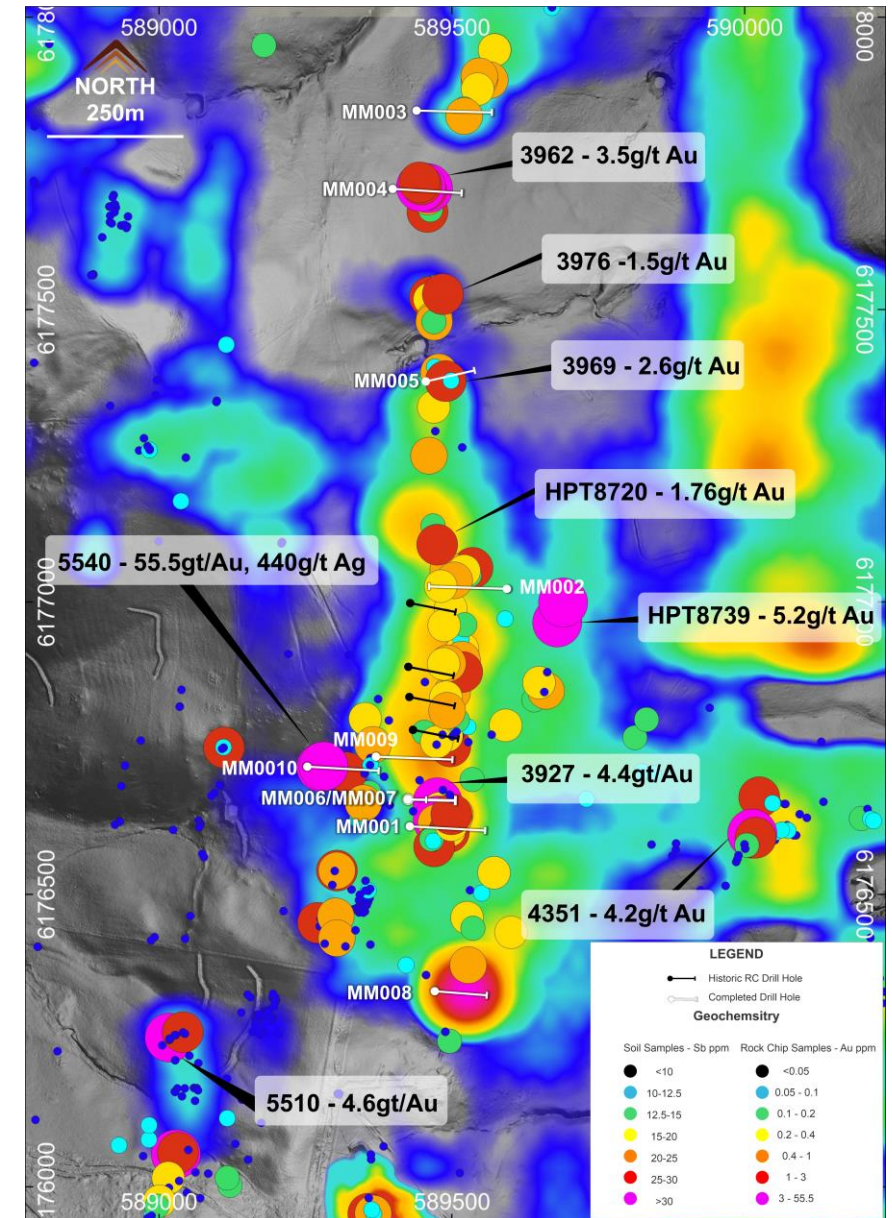 589000
589500
590000
6178000
6178000
NORTH
250m
MM003
3962 - 3.5g/t Au
MM004
3976 -1.5g/t Au
6177500
6177500
3969 - 2.6g/t Au
MM005
HPT8720 - 1.76g/t Au
5540 - 55.5gt/Au, 440g/t Ag
MM002
6177000
6177000
HPT8739 - 5.2g/t Au
MM009
MM0010
3927 - 4.4gt/Au
MM006/MM007
MM001
6176500
6176500
4351 - 4.2g/t Au
MM008
5510 - 4.6gt/Au
LEGEND
Historic RC Drill Hole
Completed Drill Hole
Geochemsitry
Soil Samples - Sb ppm Rock Chip Samples - Au ppm
<10 <0.05
10-12.5 0.05 - 0.1
12.5-15 0.1 - 0.2
15-20 0.2 - 0.4
20-25 0.4 - 1
25-30 1 - 3
>30 3 - 55.5
176000
589000
589500